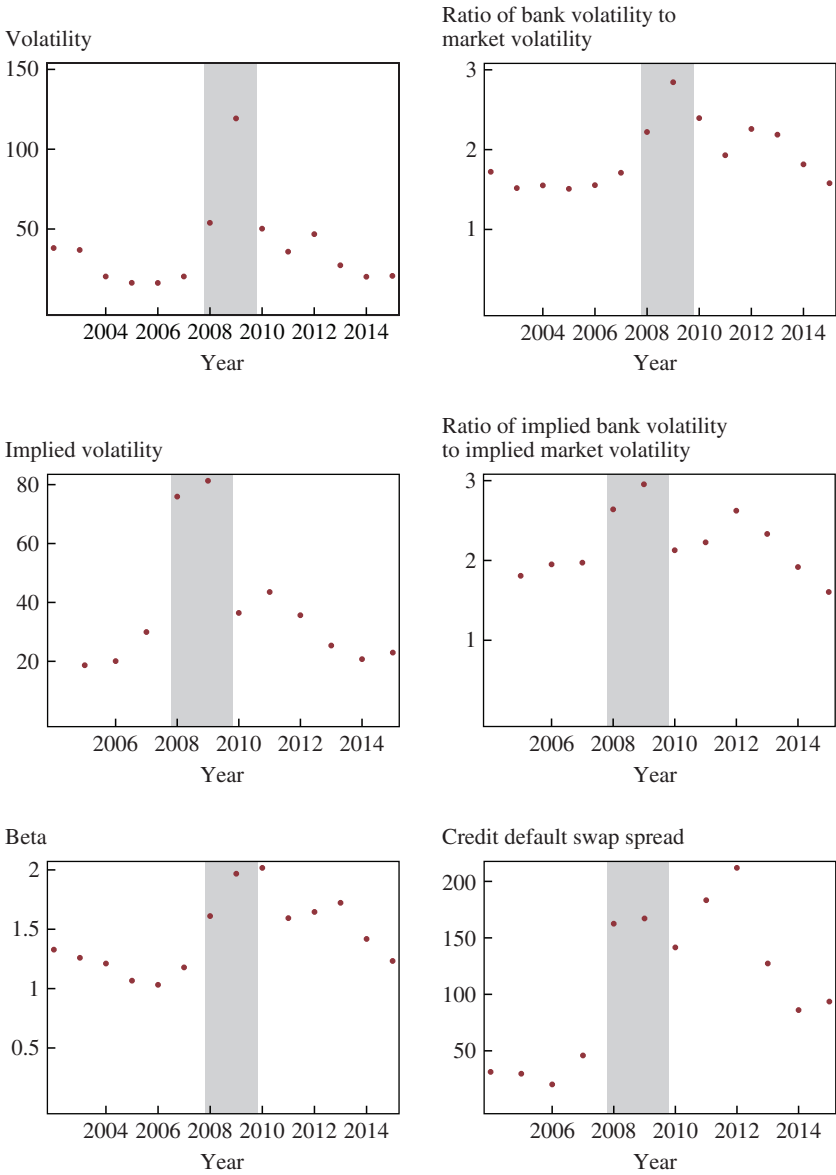 Volatility
150
100
50
2004 2006 2008 2010 2012 2014
Year
Ratio of bank volatility to
market volatility
3
2
1
2004 2006 2008 2010 2012 2014
Year
Implied volatility
80
60
40
20
2006 2008 2010 2012 2014
Year
Ratio of implied bank volatility
to implied market volatility
3
2
1
2006 2008 2010 2012 2014
Year
Beta
2
1.5
1
0.5
2004 2006 2008 2010 2012 2014
Year
Credit default swap spread
200
150
100
50
2006 2008 2010 2012 2014
Year